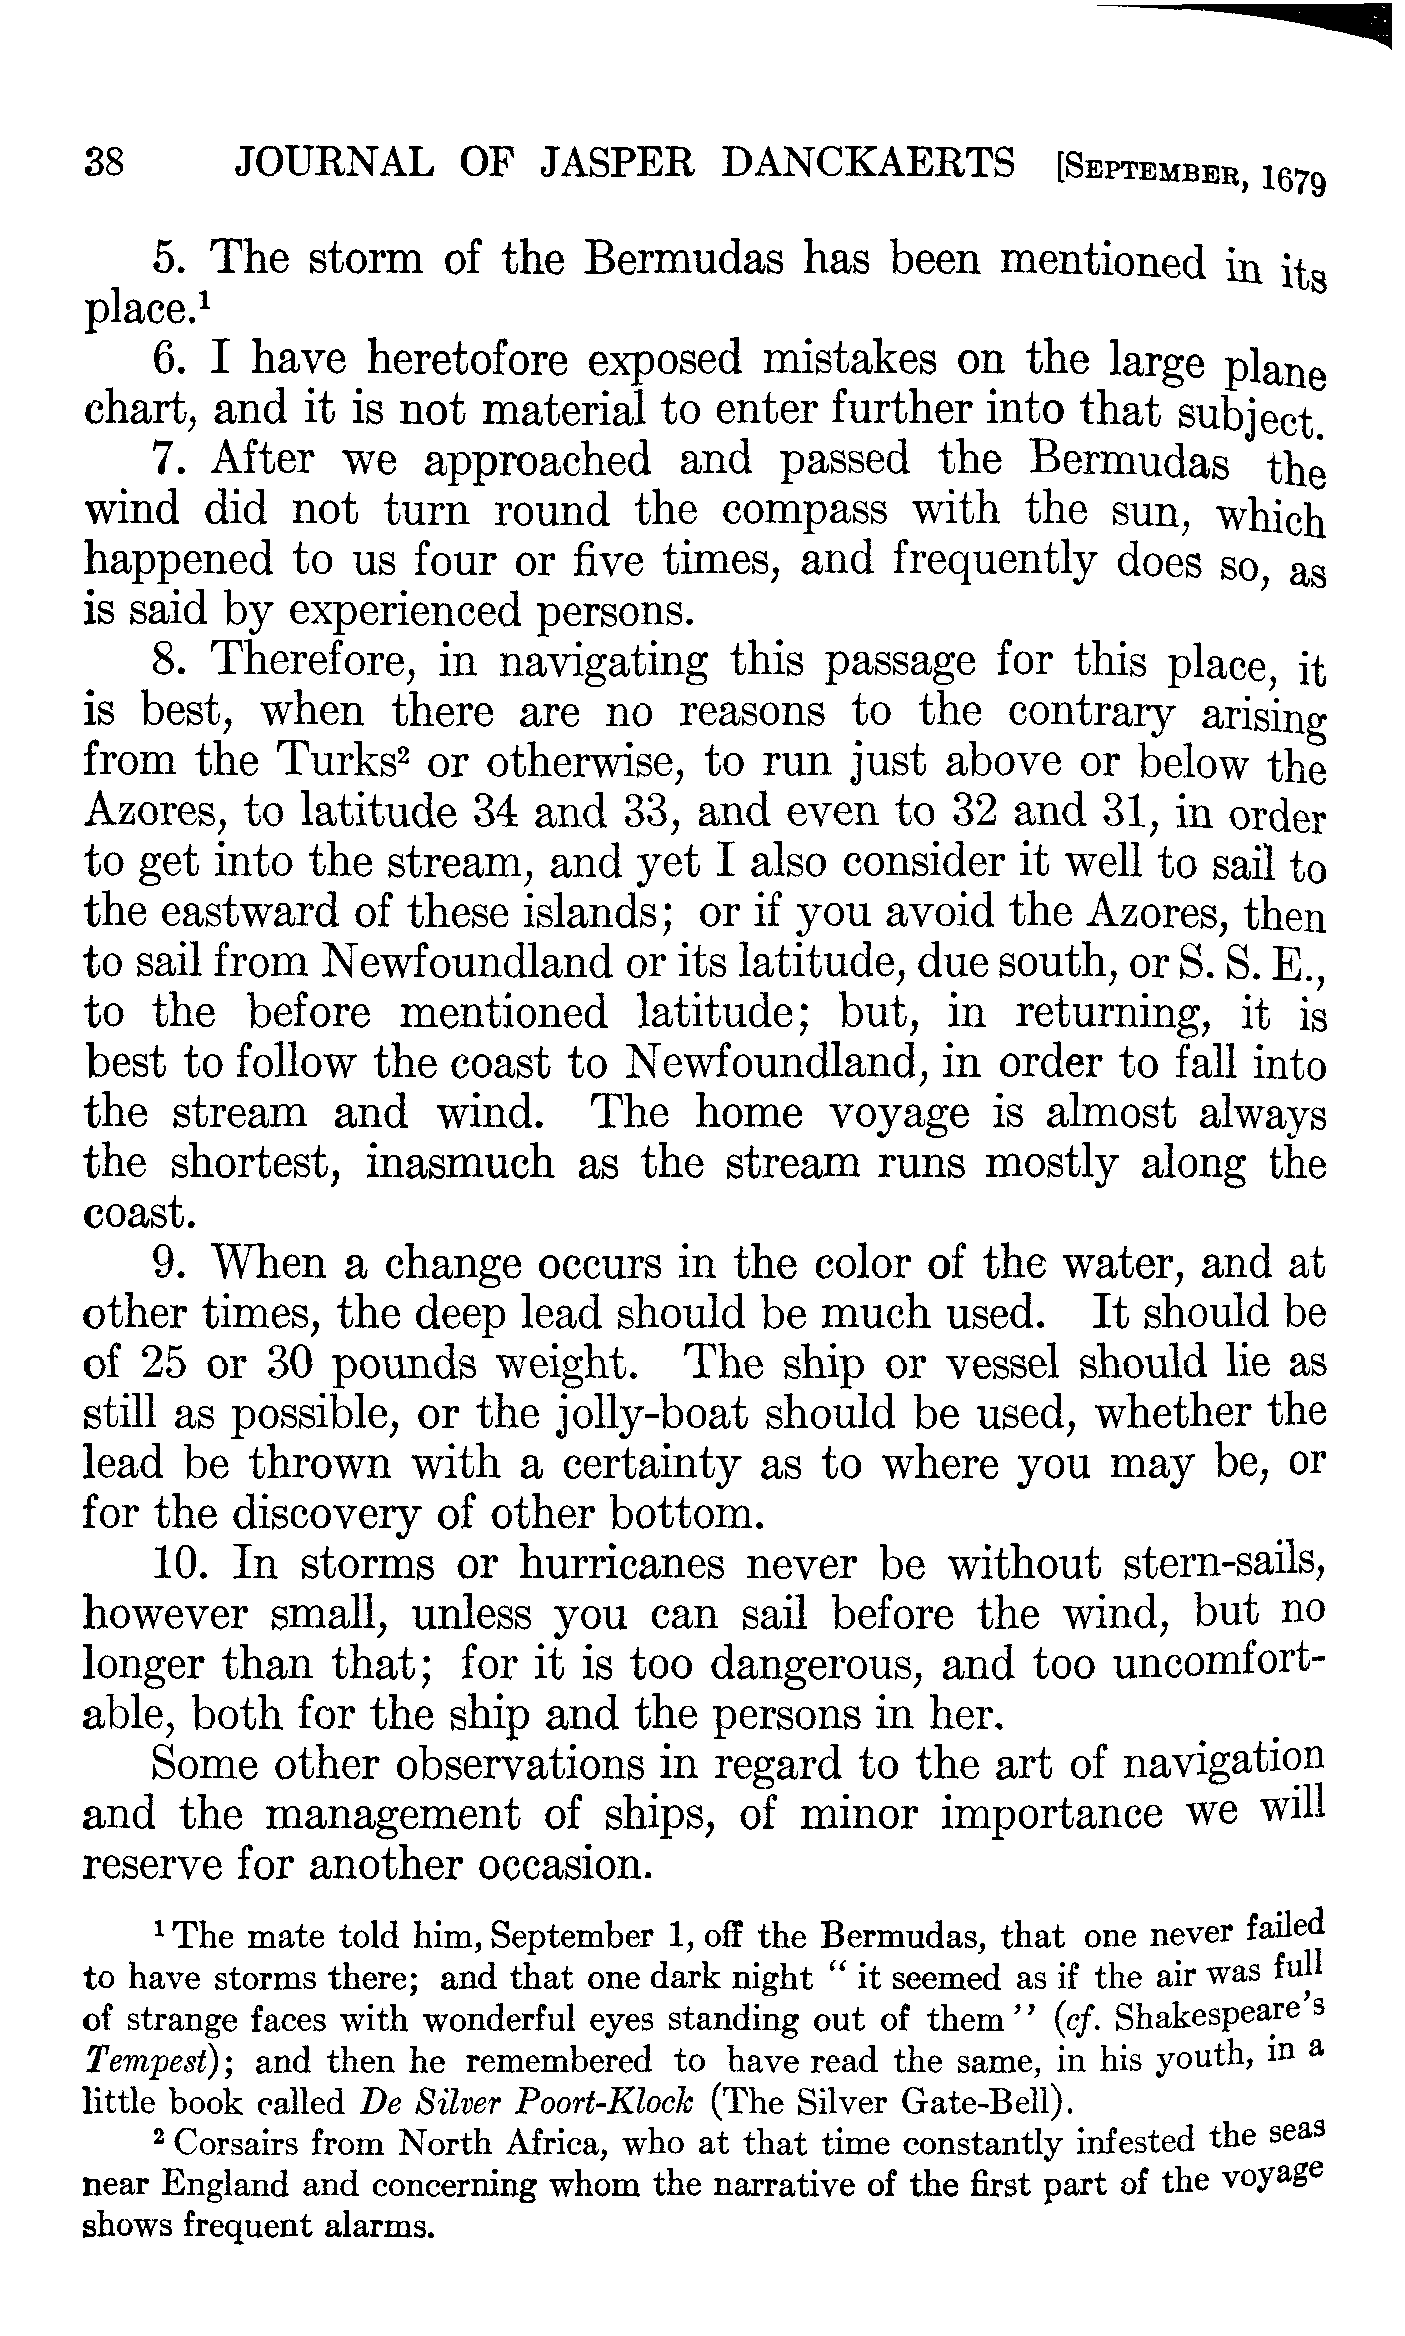 38 JOURNAL OF JASPER DANCKAERTS [SEPTEMBER, 1679
5. The storm of the Bermudas has been mentioned in its
place.¹
6. I have heretofore exposed mistakes on the large plane
chart, and it is not material to enter further into that subject.
7. After we approached and passed the Bermudas the
wind did not turn round the compass with the sun, which
happened to us four or five times, and frequently does so, as
is said by experienced persons.
8. Therefore, in navigating this passage for this place, it
is best, when there are no reasons to the contrary arising
from the Turks² or otherwise, to run just above or below the
Azores, to latitude 34 and 33, and even to 32 and 31, in order
to get into the stream, and yet I also consider it well to sail to
the eastward of these islands; or if you avoid the Azores, then
to sail from Newfoundland or its latitude, due south, or S. S. E.,
to the before mentioned latitude; but, in returning, it is
best to follow the coast to Newfoundland, in order to fall into
the stream and wind. The home voyage is almost always
the shortest, inasmuch as the stream runs mostly along the
coast.
9. When a change occurs in the color of the water, and at
other times, the deep lead should be much used. It should be
of 25 or 30 pounds weight. The ship or vessel should lie as
still as possible, or the jolly-boat should be used, whether the
lead be thrown with a certainty as to where you may be, or
for the discovery of other bottom.
10. In storms or hurricanes never be without stern-sails,
however small, unless you can sail before the wind, but no
longer than that; for it is too dangerous, and too uncomfort-
able, both for the ship and the persons in her.
Some other observations in regard to the art of navigation
and the management of ships, of minor importance we will
reserve for another occasion.
¹ The mate told him, September 1, off the Bermudas, that one never failed
to have storms there; and that one dark night “ it seemed as if the air was full
of strange faces with wonderful eyes standing out of them ” (cf. Shakespeare's
Tempest); and then he remembered to have read the same, in his youth, in a
little book called De Silver Poort-Klock (The Silver Gate-Bell).
² Corsairs from North Africa, who at that time constantly infested the seas
near England and concerning whom the narrative of the first part of the voyage
shows frequent alarms.